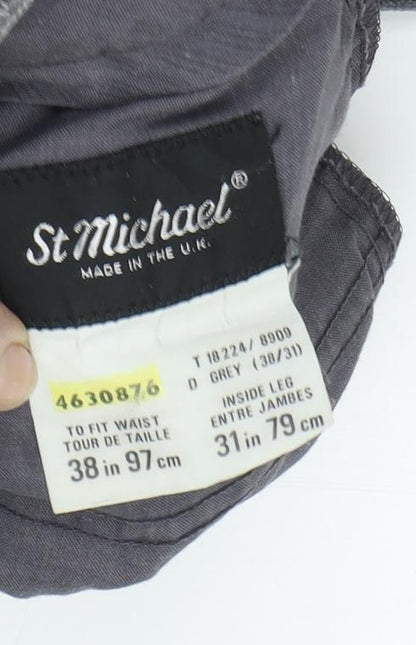 St Michael®
MADE IN THE U.K.
4630876
T 18224/ 8909
D GREY (38/31)
TO FIT WAIST
TOUR DE TAILLE
38 in 97 cm
INSIDE LEG
ENTRE JAMBES
31 in 79 cm